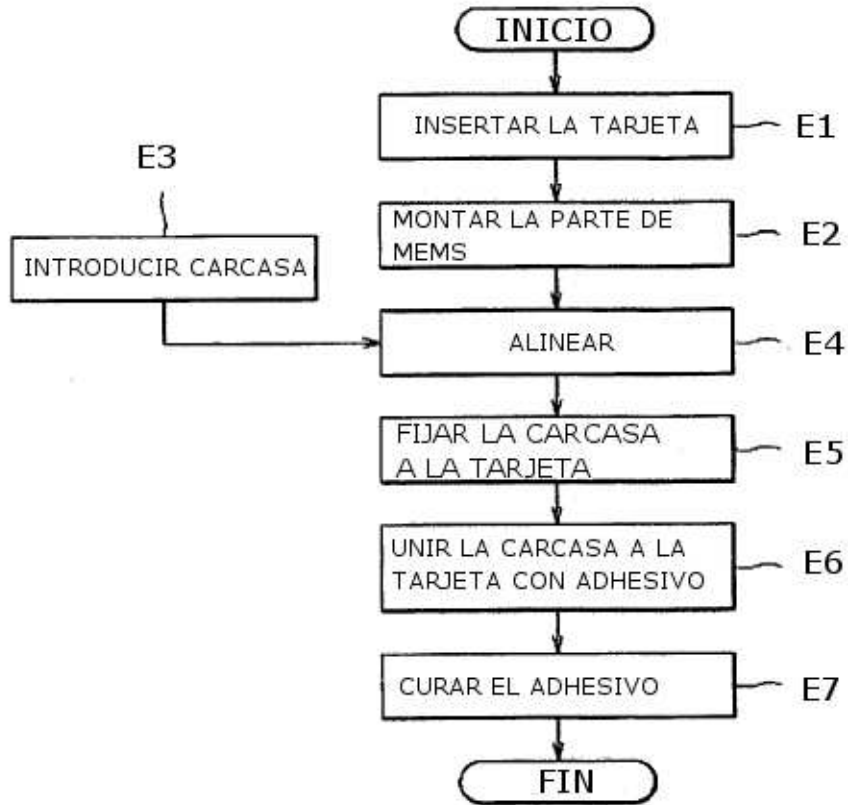 INICIO
INSERTAR LA TARJETA
E1
E3
MONTAR LA PARTE DE
MEMS
E2
INTRODUCIR CARCASA
ALINEAR
E4
FIJAR LA CARCASA
A LA TARJETA
E5
UNIR LA CARCASA A LA
TARJETA CON ADHESIVO
E6
CURAR EL ADHESIVO
E7
FIN